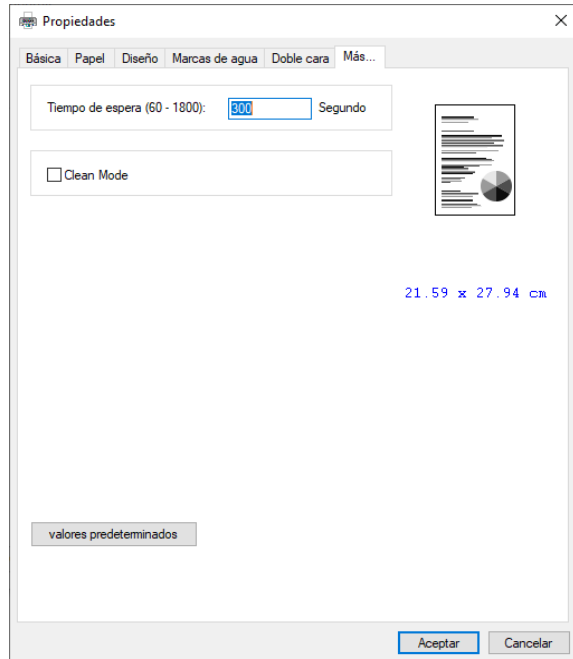 Propiedades
Básica Papel Diseño Marcas de agua Doble cara Más...
Tiempo de espera (60 - 1800): 300 Segundo
Clean Mode
21.59 x 27.94 cm
valores predeterminados
Aceptar Cancelar